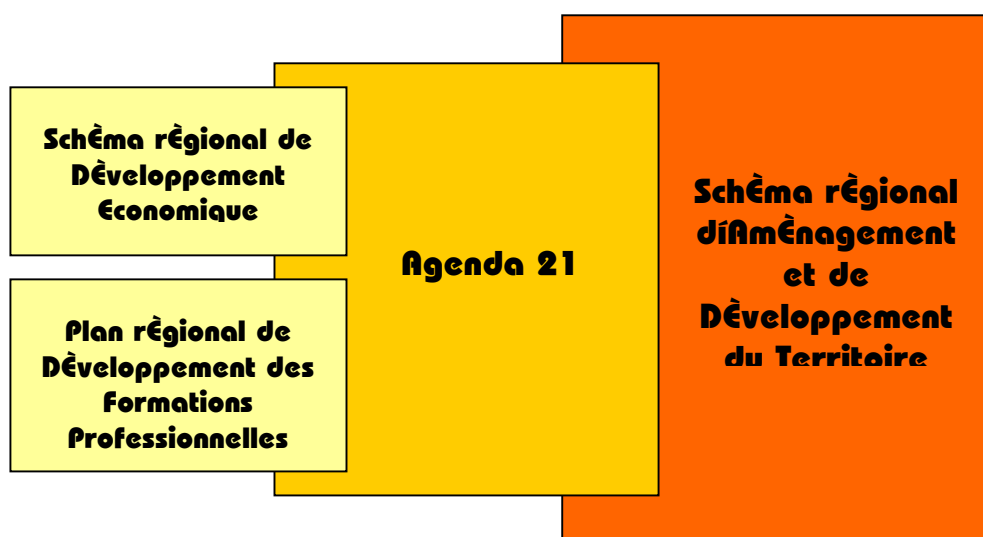 SchÈma rÈgional de
DÈveloppement
Economique
Plan rÈgional de
DÈveloppement des
Formations
Professionnelles
Agenda 21
SchÈma rÈgional
díAmÈnagement
et de
DÈveloppement
du Territoire